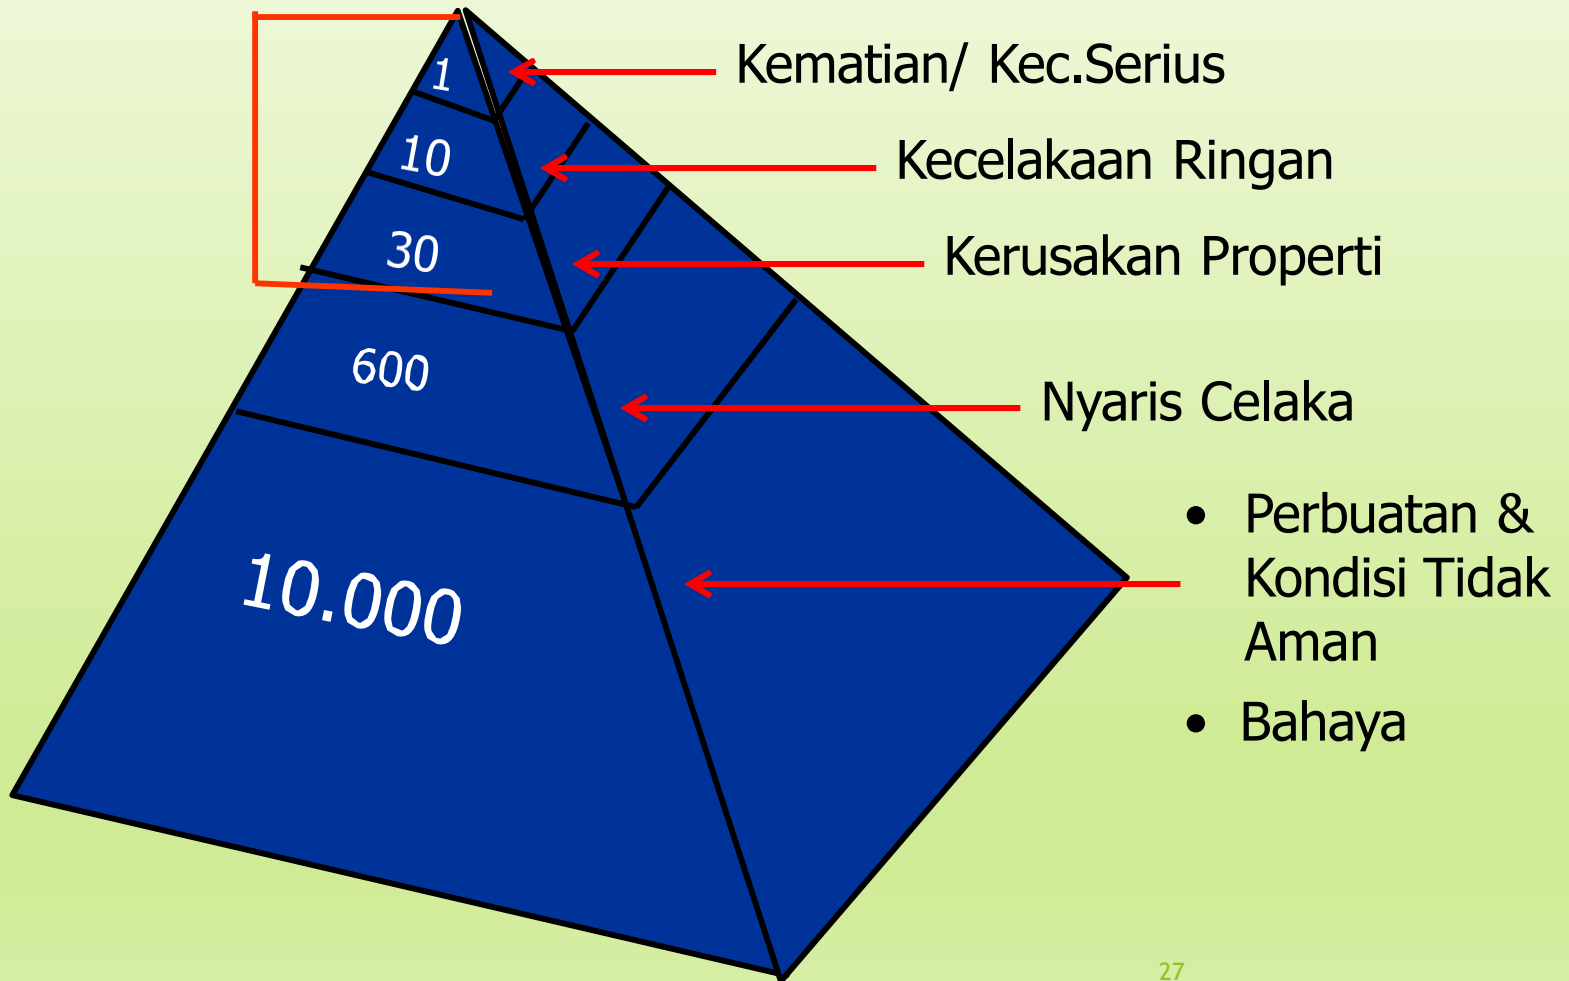 1
Kematian/ Kec.Serius
10
Kecelakaan Ringan
30
Kerusakan Properti
600
Nyaris Celaka
10.000
• Perbuatan &
Kondisi Tidak
Aman
• Bahaya
27